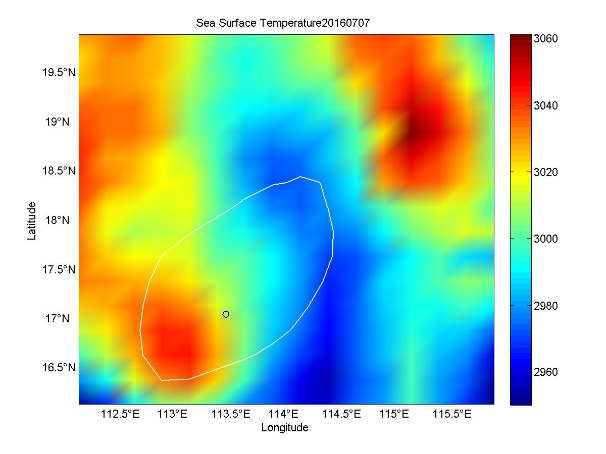 Sea Surface Temperature20160707
19.5°N
19°N
18.5°N
18°N
17.5°N
17°N
16.5°N
Latitude
112.5°E
113°E
113.5°E
114°E
114.5°E
115°E
115.5°E
Longitude
3060
3040
3020
3000
2980
2960